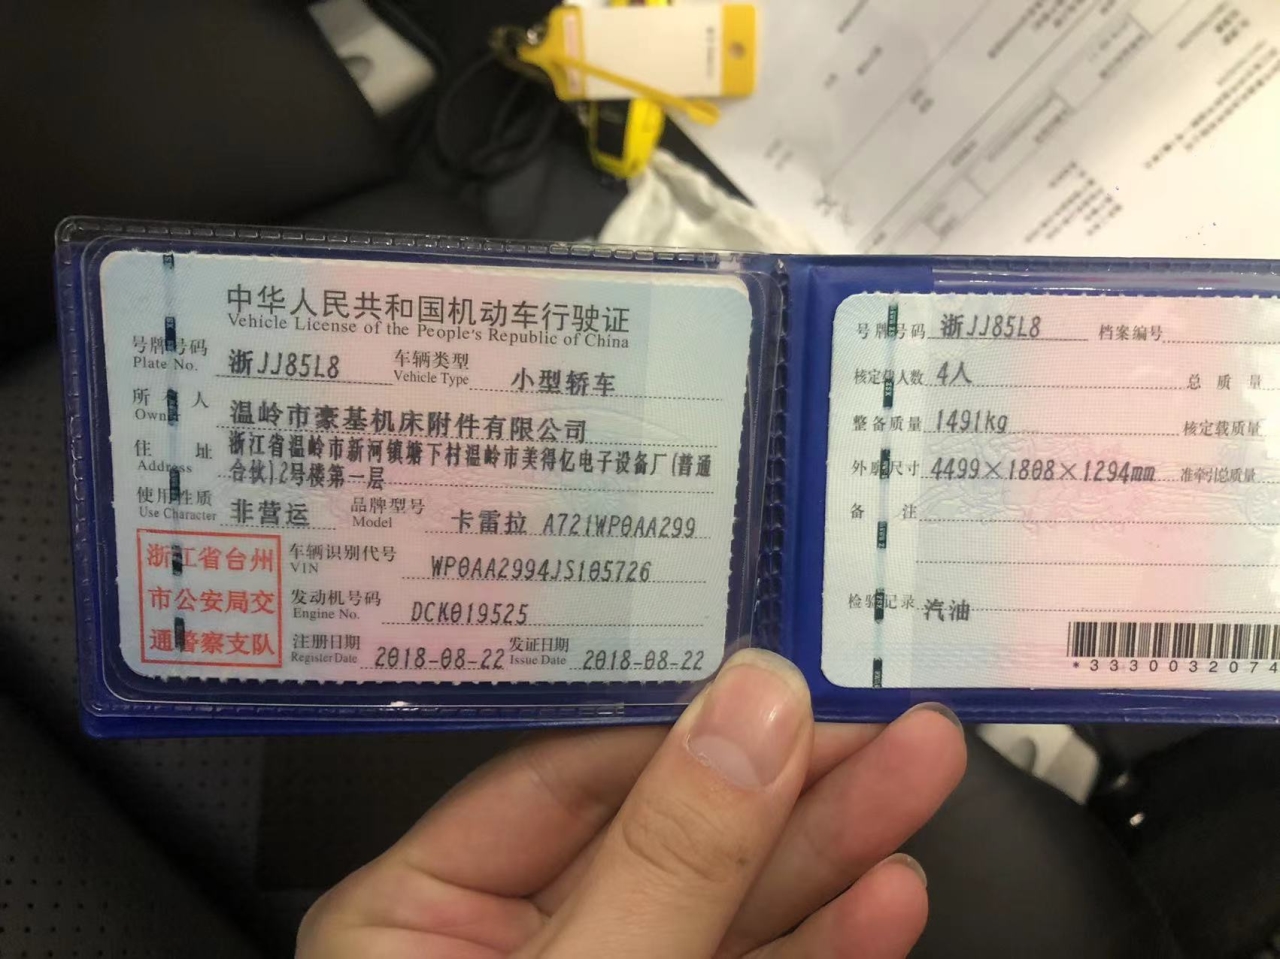 中华人民共和国机动车行驶证
Vehicle License of the People's Republic of China
号牌号码 浙JJ85L8 车辆类型 小型轿车
Plate No. Vehicle Type
所有人 温岭市豪基机床附件有限公司
Owner
住址 浙江省温岭市新河镇塘下村温岭市美得亿电子设备厂(普通
Address 合伙)2号楼第一层
使用性质 非营运 品牌型号 卡雷拉 A721WP0AA299
Use Character Model
浙江省台州
市公安局交
通警察支队
车辆识别代号 WP0AA2994JS105726
VIN
发动机号码 DCK019525
Engine No.
注册日期 2018-08-22 发证日期 2018-08-22
Register Date Issue Date
号牌号码 浙JJ85L8 档案编号
核定载人数 4人 总质量
整备质量 1491kg 核定载质量
外廓尺寸 4499×1808×1294mm 准牵引总质量
备注
检验记录 汽油
*3330032074